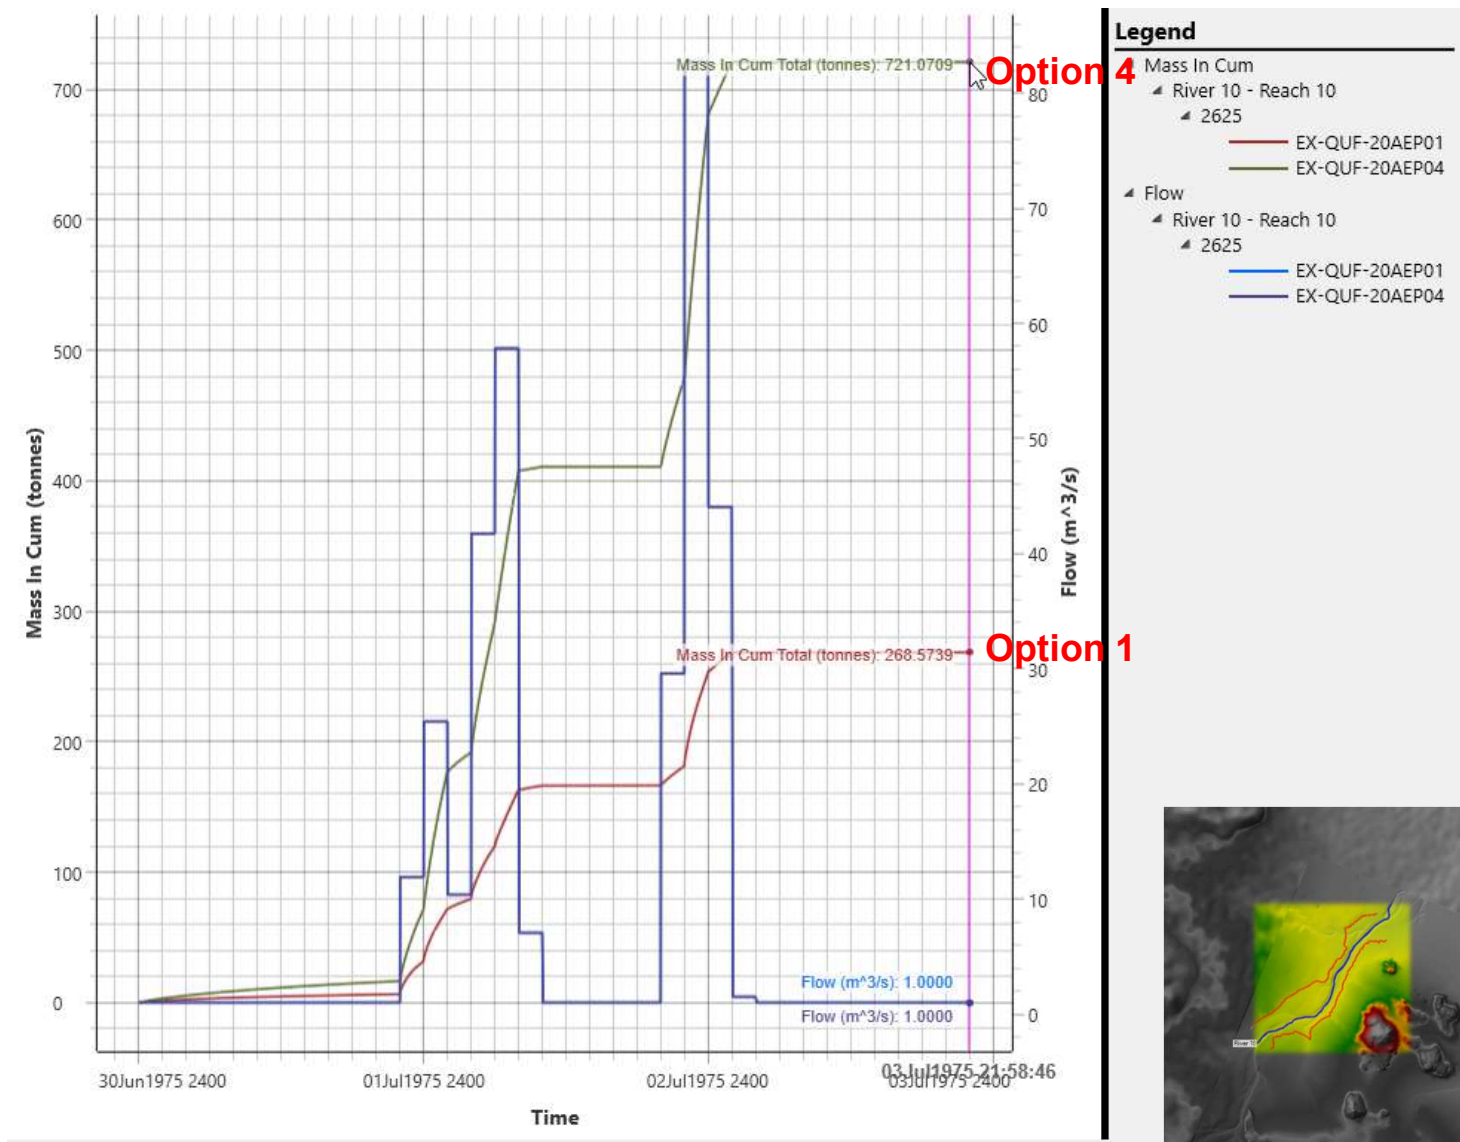 Legend
Mass In Cum
River 10 - Reach 10
2625
EX-QUF-20AEP01
EX-QUF-20AEP04
Flow
River 10 - Reach 10
2625
EX-QUF-20AEP01
EX-QUF-20AEP04
Mass In Cum Total (tonnes): 721.0709
Option 4
Mass In Cum Total (tonnes): 268.5739
Option 1
Flow (m^3/s): 1.0000
Flow (m^3/s): 1.0000
Mass In Cum (tonnes)
700
600
500
400
300
200
100
0
Flow (m^3/s)
80
70
60
50
40
30
20
10
0
30Jun1975 2400
01Jul1975 2400
02Jul1975 2400
03Jul1975 2400
03Jul1975 21:58:46
Time
River 10